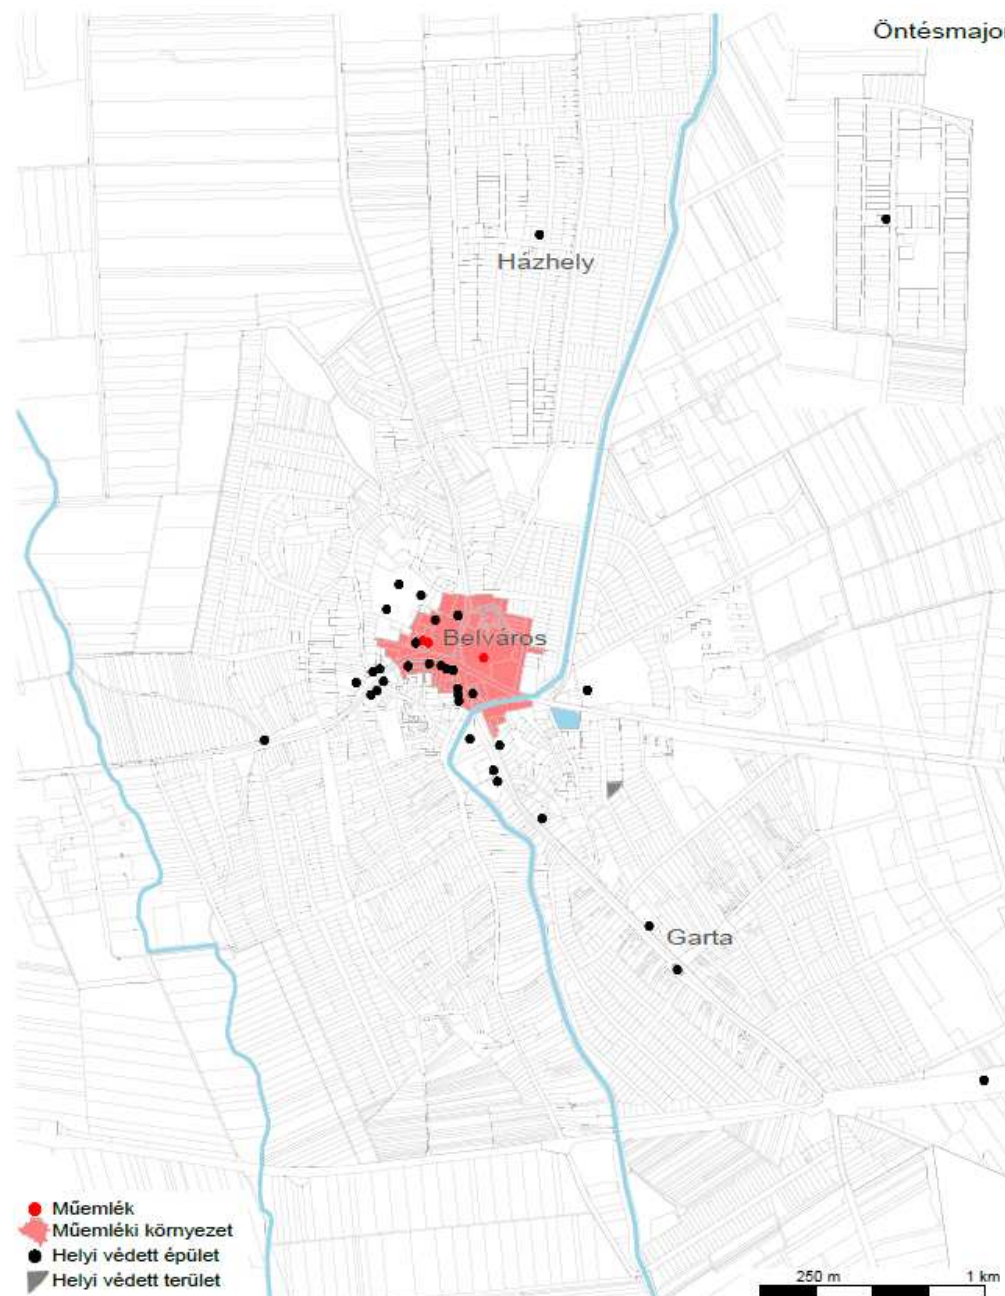 Öntésmajor
Házhely
Belváros
Garta
Műemlék
Műemléki környezet
Helyi védett épület
Helyi védett terület
250 m
1 km